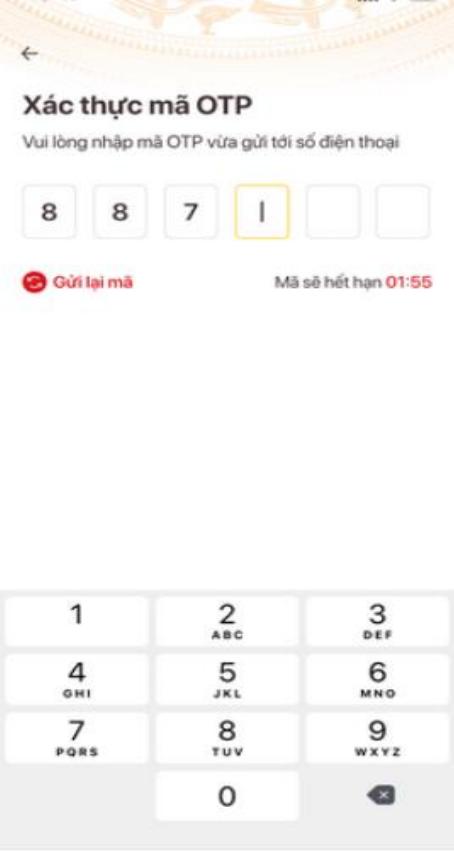 Xác thực mã OTP
Vui lòng nhập mã OTP vừa gửi tới số điện thoại
8 8 7
Gửi lại mã Mã sẽ hết hạn 01:55
1 2 3
ABC DEF
4 5 6
GHI JKL MNO
7 8 9
PQRS TUV WXYZ
0